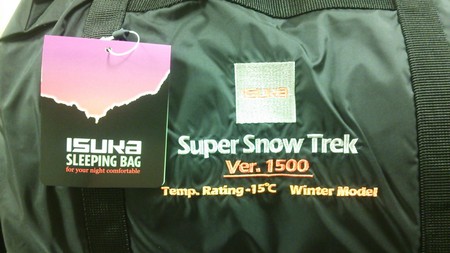 ISUKA
SLEEPING BAG
for your night comfortable
ISUKA
Super Snow Trek
Ver. 1500
Temp. Rating -15℃ Winter Model